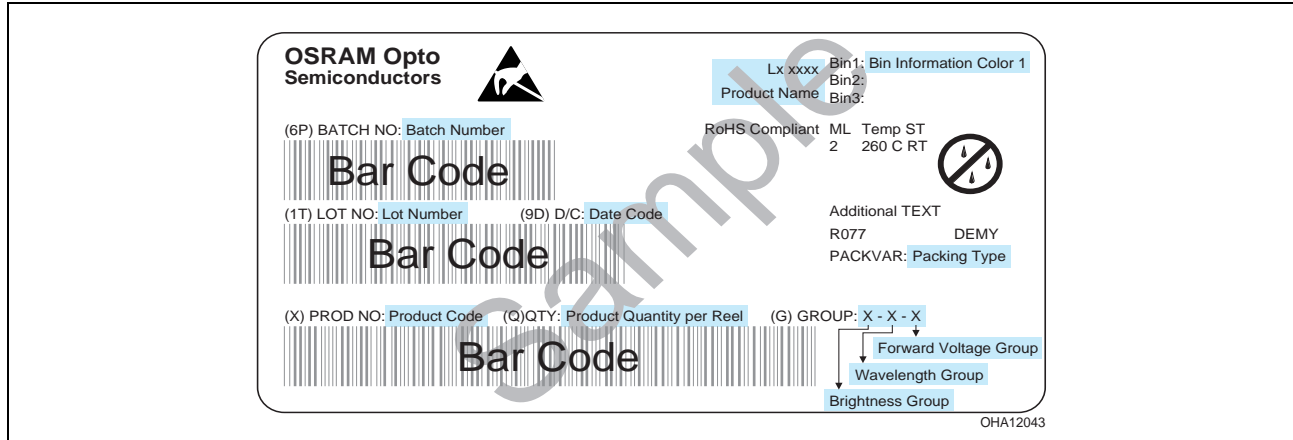 OSRAM Opto
Semiconductors
Lx xxxx
Product Name
Bin1: Bin Information Color 1
Bin2:
Bin3:
(6P) BATCH NO: Batch Number
Bar Code
RoHS Compliant
ML Temp ST
2 260 C RT
(1T) LOT NO: Lot Number (9D) D/C: Date Code
Bar Code
Additional TEXT
R077 DEMY
PACKVAR: Packing Type
(X) PROD NO: Product Code (Q)QTY: Product Quantity per Reel (G) GROUP: X - X - X
Bar Code
Forward Voltage Group
Wavelength Group
Brightness Group
Sample
OHA12043